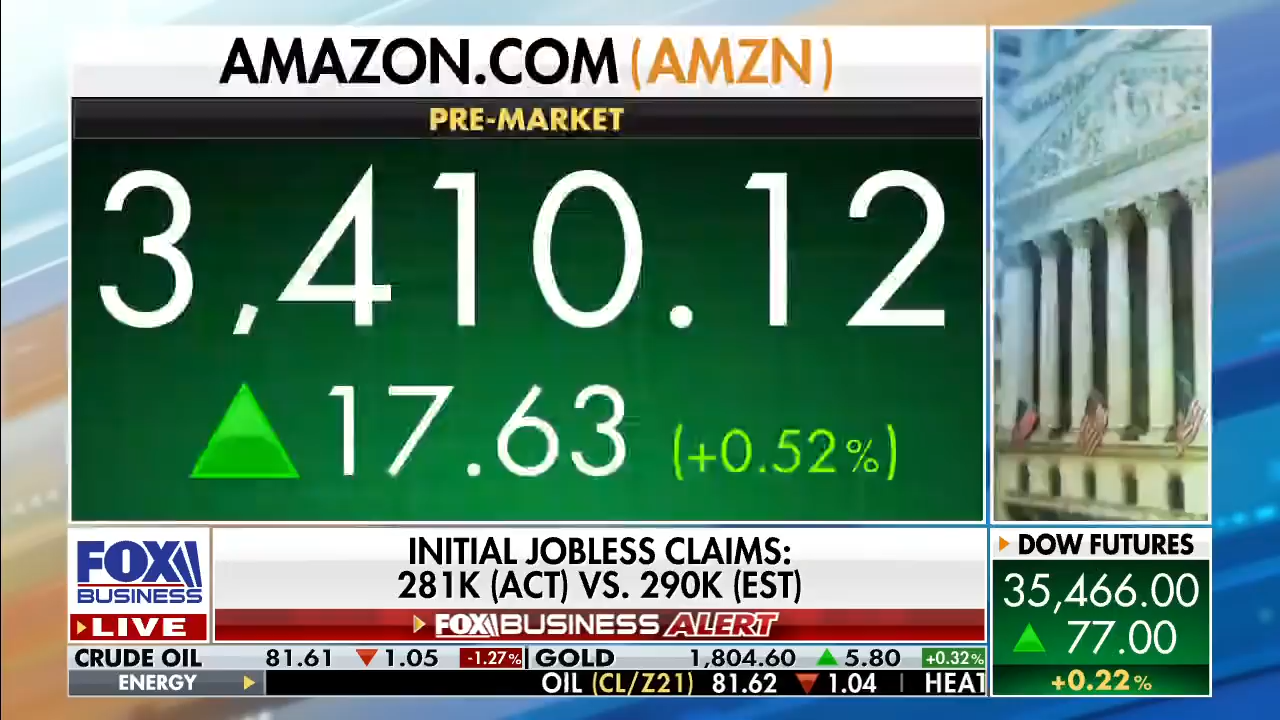 AMAZON.COM (AMZN)
PRE-MARKET
3,410.12
▲ 17.63 (+0.52%)
FOX BUSINESS
LIVE
INITIAL JOBLESS CLAIMS:
281K (ACT) VS. 290K (EST)
FOX BUSINESS ALERT
DOW FUTURES
35,466.00
▲ 77.00
+0.22%
CRUDE OIL 81.61 ▼ 1.05 -1.27% GOLD 1,804.60 ▲ 5.80 +0.32%
ENERGY OIL (CL/Z21) 81.62 ▼ 1.04 HEAT